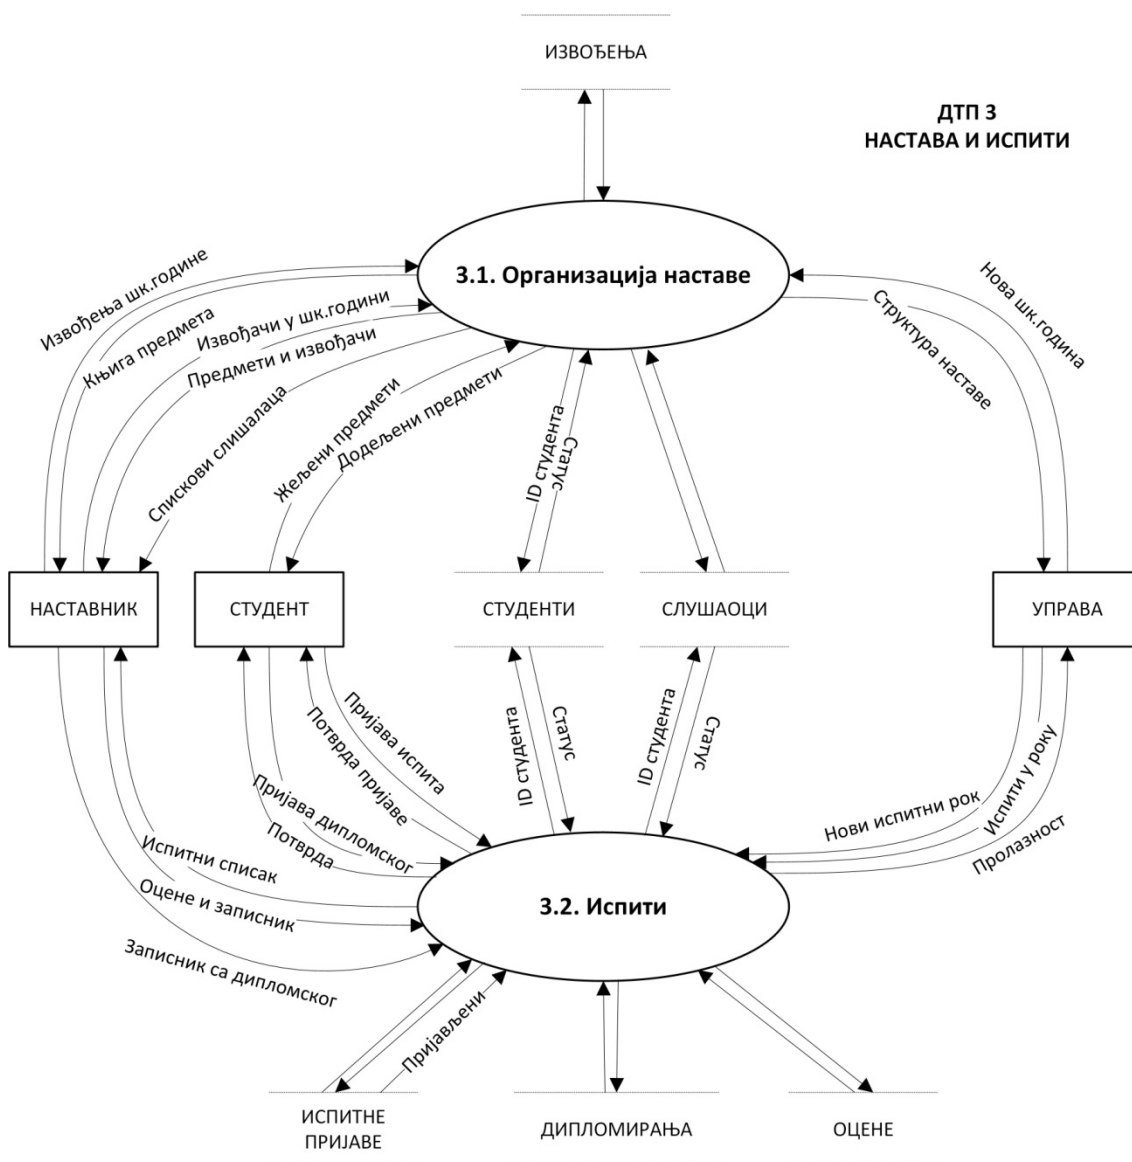 ИЗВОЂЕЊА
ДТП 3
НАСТАВА И ИСПИТИ
3.1. Организација наставе
Извођења шк.године
Књига предмета
Извођачи у шк.години
Предмети и извођачи
Спискови слишалаца
Жељени предмети
Додељени предмети
ID студента
Статус
Структура наставе
Нова шк.година
НАСТАВНИК
СТУДЕНТ
СТУДЕНТИ
СЛУШАОЦИ
УПРАВА
Пријава испита
Потврда пријаве
Пријава дипломског
Потврда
ID студента
Статус
ID студента
Статус
Нови испитни рок
Испити у року
Пролазност
Испитни списак
Оцене и записник
Записник са дипломског
3.2. Испити
Пријављени
ИСПИТНЕ
ПРИЈАВЕ
ДИПЛОМИРАЊА
ОЦЕНЕ